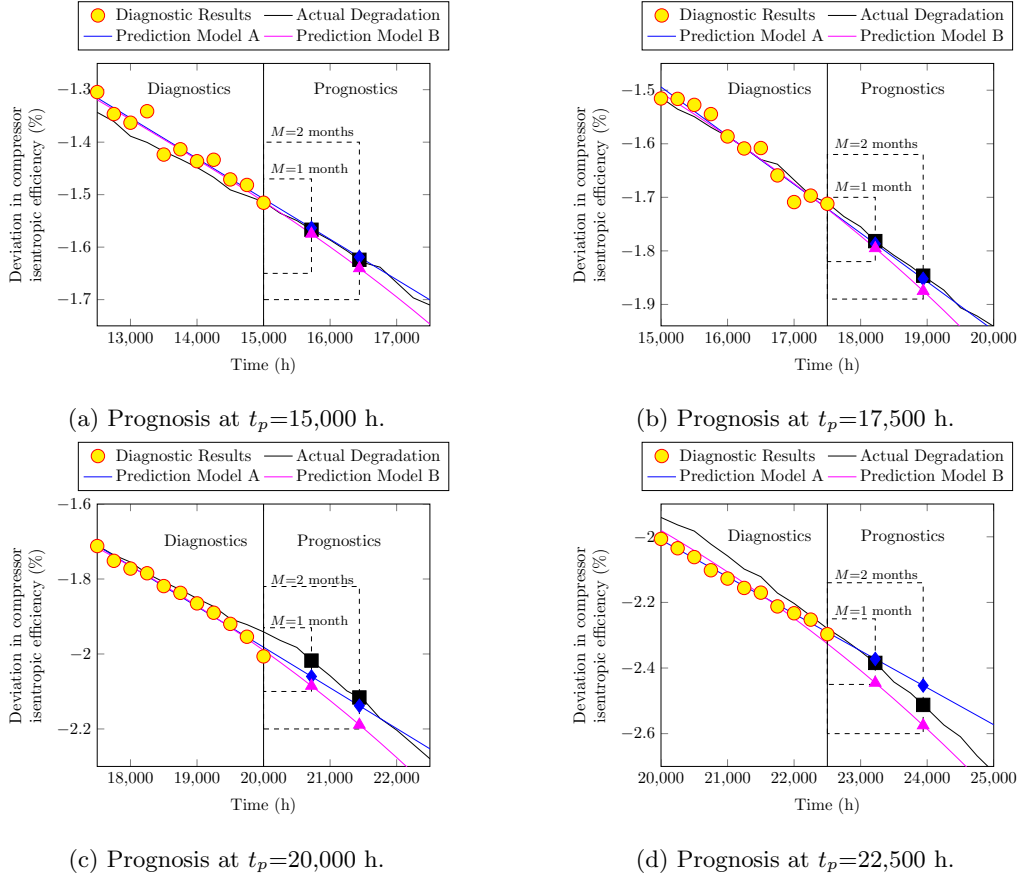 Diagnostic Results Actual Degradation
Prediction Model A Prediction Model B
−1.3
−1.4
−1.5
−1.6
−1.7
Deviation in compressor
isentropic efficiency (%)
Diagnostics Prognostics
M=2 months
M=1 month
13,000 14,000 15,000 16,000 17,000
Time (h)
(a) Prognosis at tp=15,000 h.
Diagnostic Results Actual Degradation
Prediction Model A Prediction Model B
−1.5
−1.6
−1.7
−1.8
−1.9
Deviation in compressor
isentropic efficiency (%)
Diagnostics Prognostics
M=2 months
M=1 month
15,000 16,000 17,000 18,000 19,000 20,000
Time (h)
(b) Prognosis at tp=17,500 h.
Diagnostic Results Actual Degradation
Prediction Model A Prediction Model B
−1.6
−1.8
−2
−2.2
Deviation in compressor
isentropic efficiency (%)
Diagnostics Prognostics
M=2 months
M=1 month
18,000 19,000 20,000 21,000 22,000
Time (h)
(c) Prognosis at tp=20,000 h.
Diagnostic Results Actual Degradation
Prediction Model A Prediction Model B
−2
−2.2
−2.4
−2.6
Deviation in compressor
isentropic efficiency (%)
Diagnostics Prognostics
M=2 months
M=1 month
20,000 21,000 22,000 23,000 24,000 25,000
Time (h)
(d) Prognosis at tp=22,500 h.